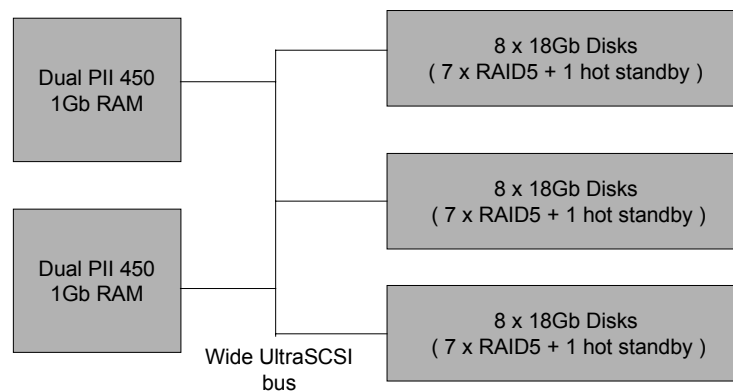 Dual PII 450
1Gb RAM
Dual PII 450
1Gb RAM
Wide UltraSCSI
bus
8 x 18Gb Disks
( 7 x RAID5 + 1 hot standby )
8 x 18Gb Disks
( 7 x RAID5 + 1 hot standby )
8 x 18Gb Disks
( 7 x RAID5 + 1 hot standby )